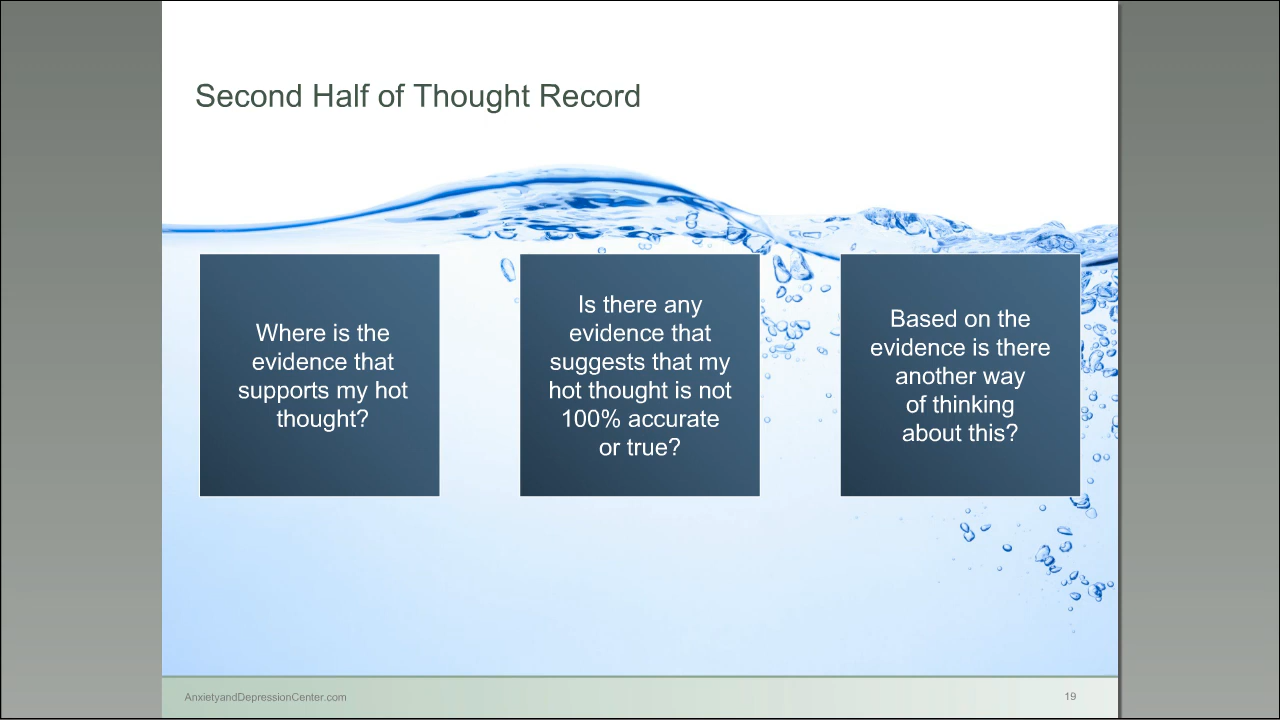 Second Half of Thought Record
Where is the
evidence that
supports my hot
thought?
Is there any
evidence that
suggests that my
hot thought is not
100% accurate
or true?
Based on the
evidence is there
another way
of thinking
about this?
AnxietyandDepressionCenter.com
19